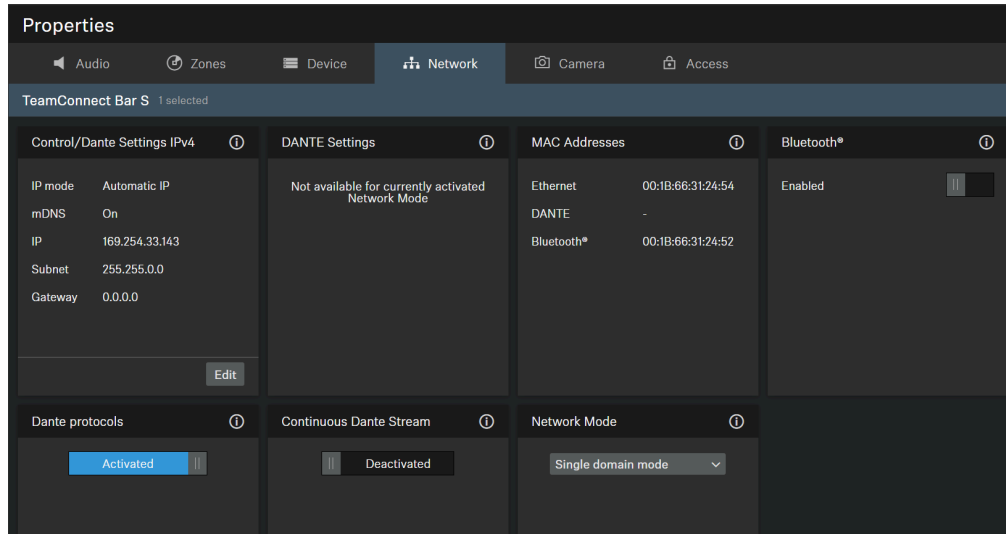 Properties
Audio Zones Device Network Camera Access
TeamConnect Bar S 1 selected
Control/Dante Settings IPv4
IP mode Automatic IP
mDNS On
IP 169.254.33.143
Subnet 255.255.0.0
Gateway 0.0.0.0
Edit
DANTE Settings
Not available for currently activated
Network Mode
MAC Addresses
Ethernet 00:1B:66:31:24:54
DANTE -
Bluetooth® 00:1B:66:31:24:52
Bluetooth®
Enabled
Dante protocols
Activated
Continuous Dante Stream
Deactivated
Network Mode
Single domain mode